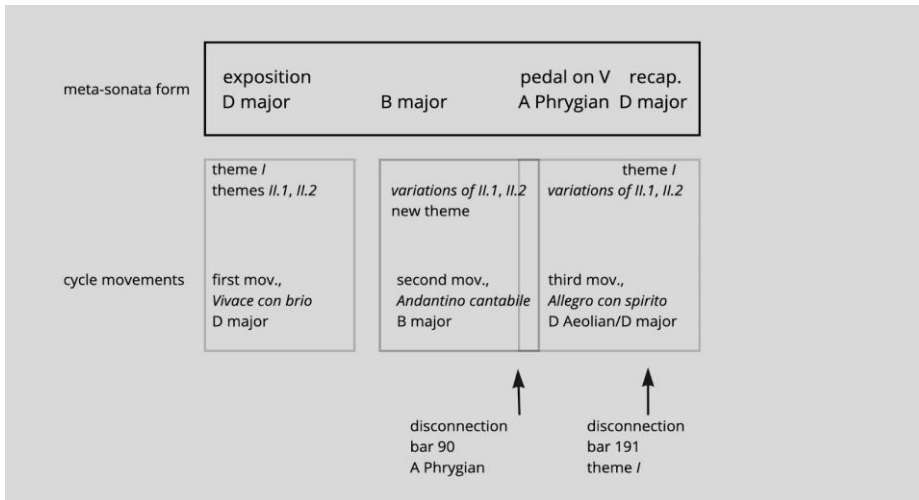 meta-sonata form
exposition
D major
B major
pedal on V
A Phrygian
recap.
D major
cycle movements
theme I
themes II.1, II.2
first mov.,
Vivace con brio
D major
variations of II.1, II.2
new theme
second mov.,
Andantino cantabile
B major
theme I
variations of II.1, II.2
third mov.,
Allegro con spirito
D Aeolian/D major
disconnection
bar 90
A Phrygian
disconnection
bar 191
theme I